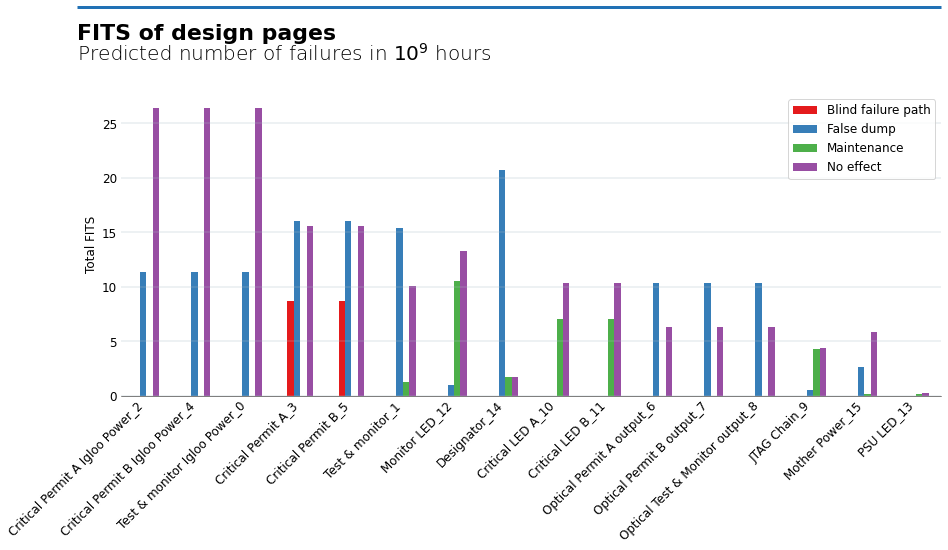 FITS of design pages
Predicted number of failures in 10⁹ hours
Blind failure path
False dump
Maintenance
No effect
Total FITS
25
20
15
10
5
0
Critical Permit A Igloo Power_2
Critical Permit B Igloo Power_4
Test & monitor Igloo Power_0
Critical Permit A_3
Critical Permit B_5
Test & monitor_1
Monitor LED_12
Designator_14
Critical LED A_10
Critical LED B_11
Optical Permit A output_6
Optical Permit B output_7
Optical Test & Monitor output_8
JTAG Chain_9
Mother Power_15
PSU LED_13